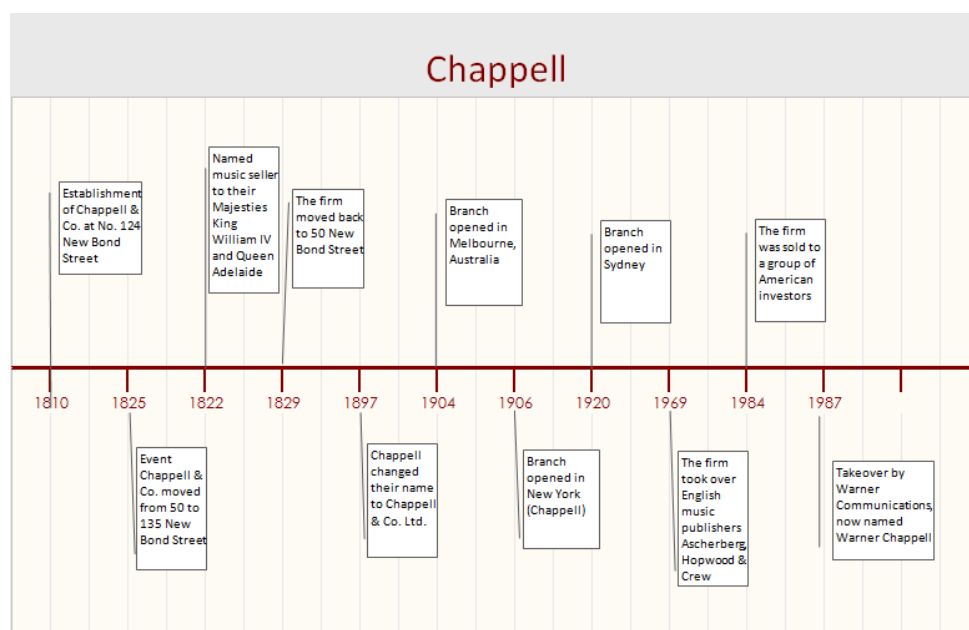 Chappell
Establishment
of Chappell &
Co. at No. 124
New Bond
Street
Named
music seller
to their
Majesties
King
William IV
and Queen
Adelaide
The firm
moved back
to 50 New
Bond Street
Branch
opened in
Melbourne,
Australia
Branch
opened in
Sydney
The firm
was sold to
a group of
American
investors
1810 1825 1822 1829 1897 1904 1906 1920 1969 1984 1987
Event
Chappell &
Co. moved
from 50 to
135 New
Bond Street
Chappell
changed
their name
to Chappell
& Co. Ltd.
Branch
opened in
New York
(Chappell)
The firm
took over
English
music
publishers
Ascherberg,
Hopwood &
Crew
Takeover by
Warner
Communications,
now named
Warner Chappell